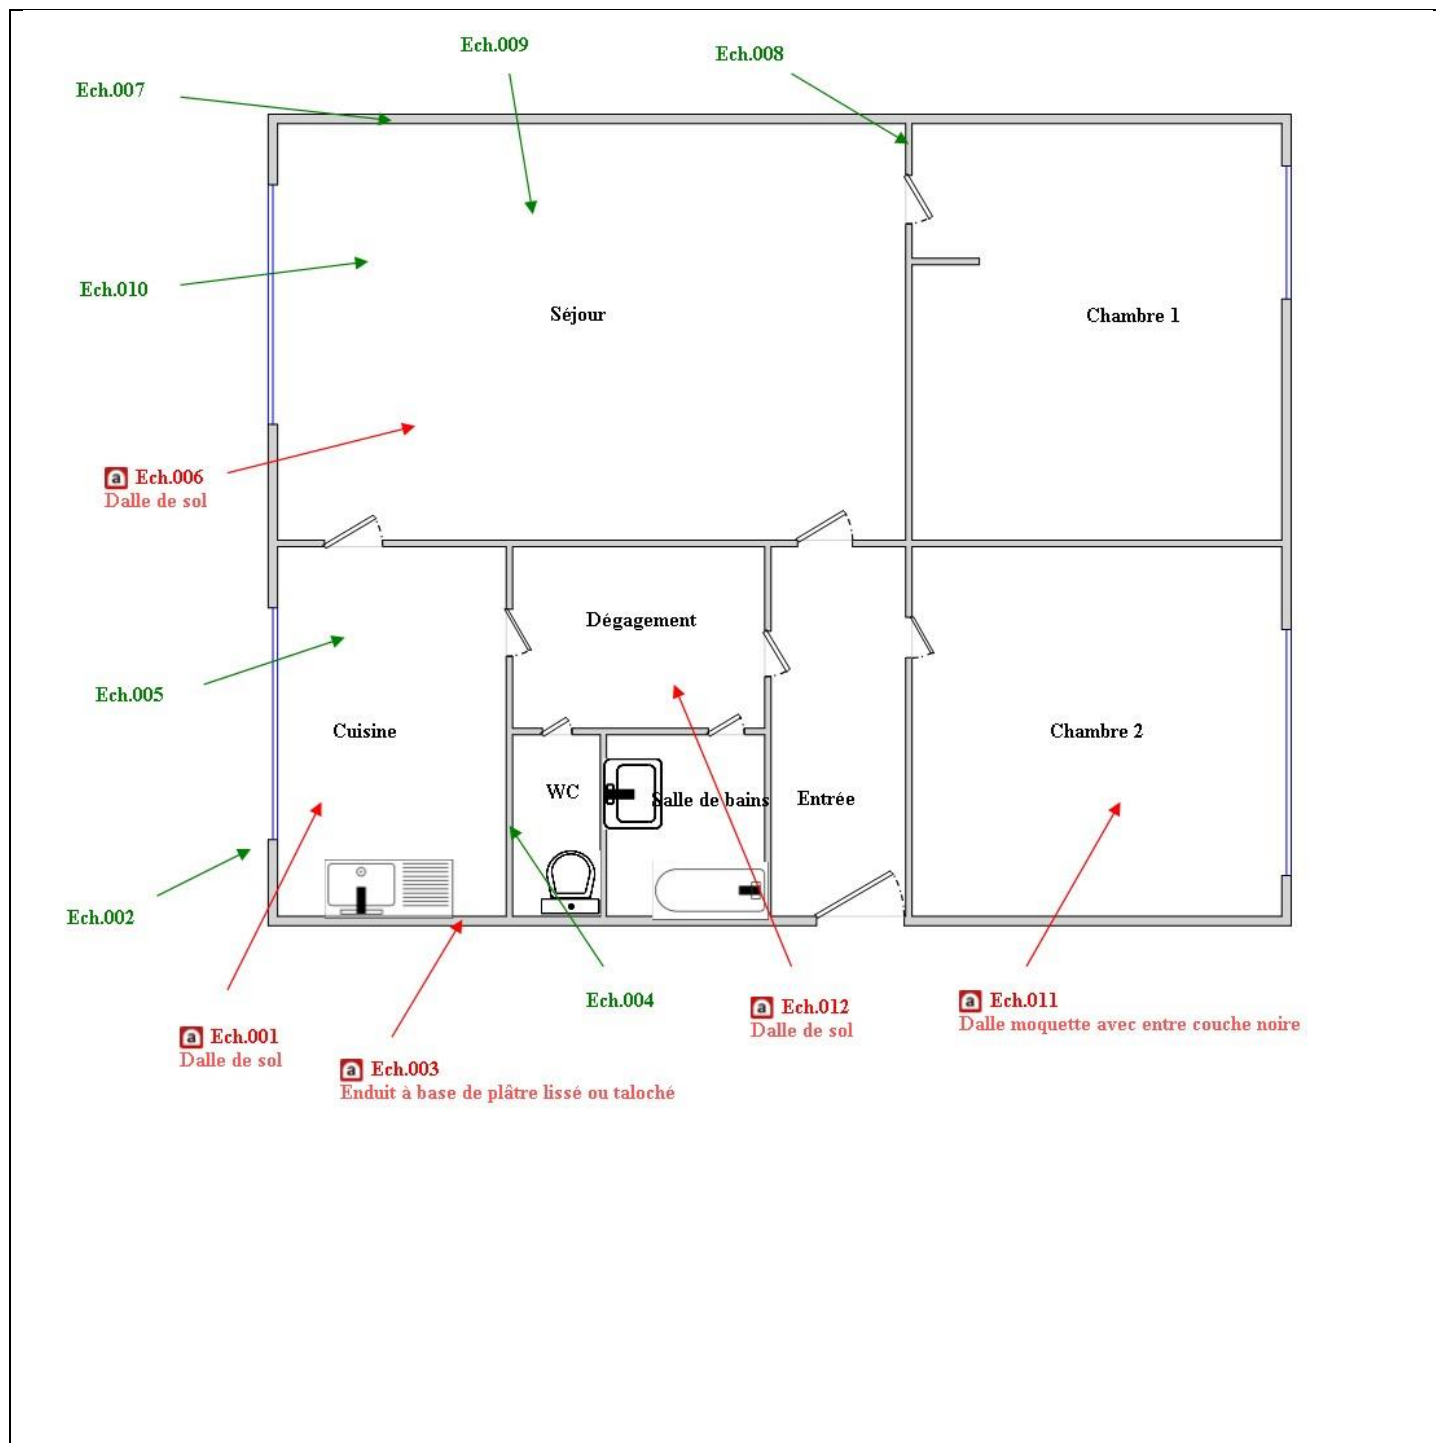 Ech.009
Ech.008
Ech.007
Ech.010
Séjour
Chambre 1
a Ech.006
Dalle de sol
Dégagement
Ech.005
Cuisine
Chambre 2
WC
Salle de bains
Entrée
Ech.002
Ech.004
a Ech.012
Dalle de sol
a Ech.011
Dalle moquette avec entre couche noire
a Ech.001
Dalle de sol
a Ech.003
Enduit à base de plâtre lissé ou taloché